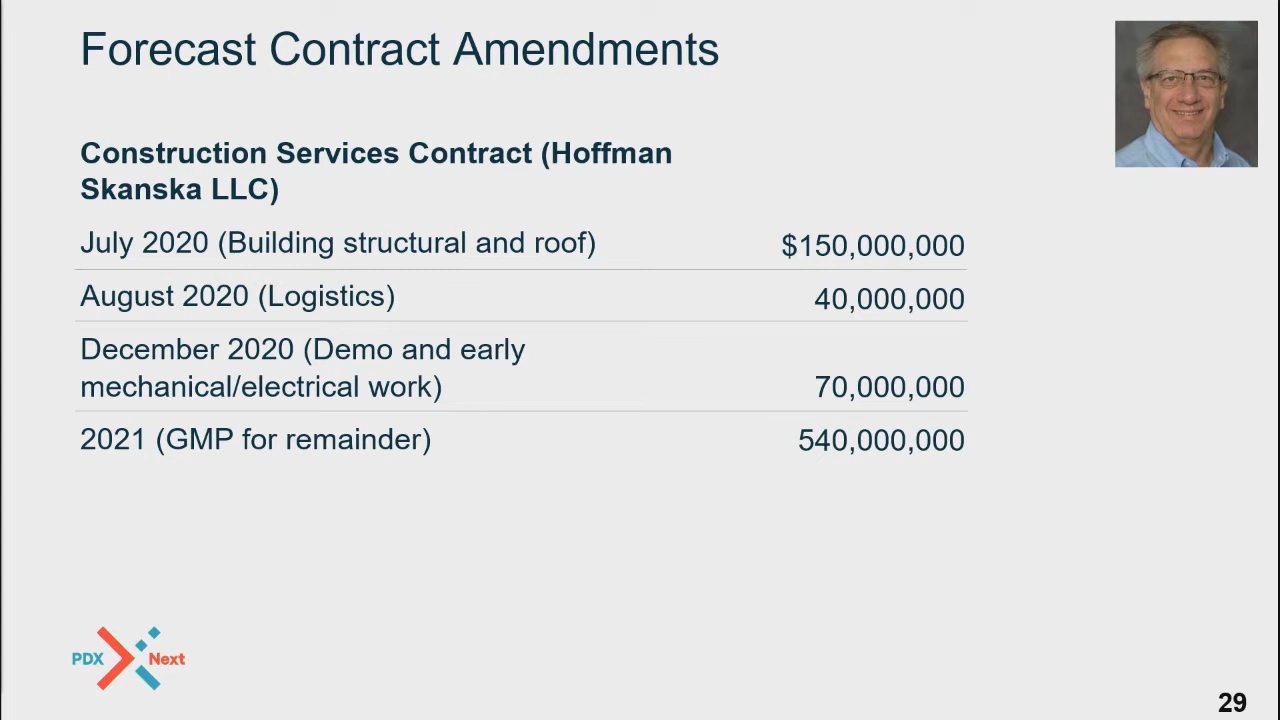 Forecast Contract Amendments
Construction Services Contract (Hoffman
Skanska LLC)
July 2020 (Building structural and roof) $150,000,000
August 2020 (Logistics) 40,000,000
December 2020 (Demo and early
mechanical/electrical work) 70,000,000
2021 (GMP for remainder) 540,000,000
PDX Next
29